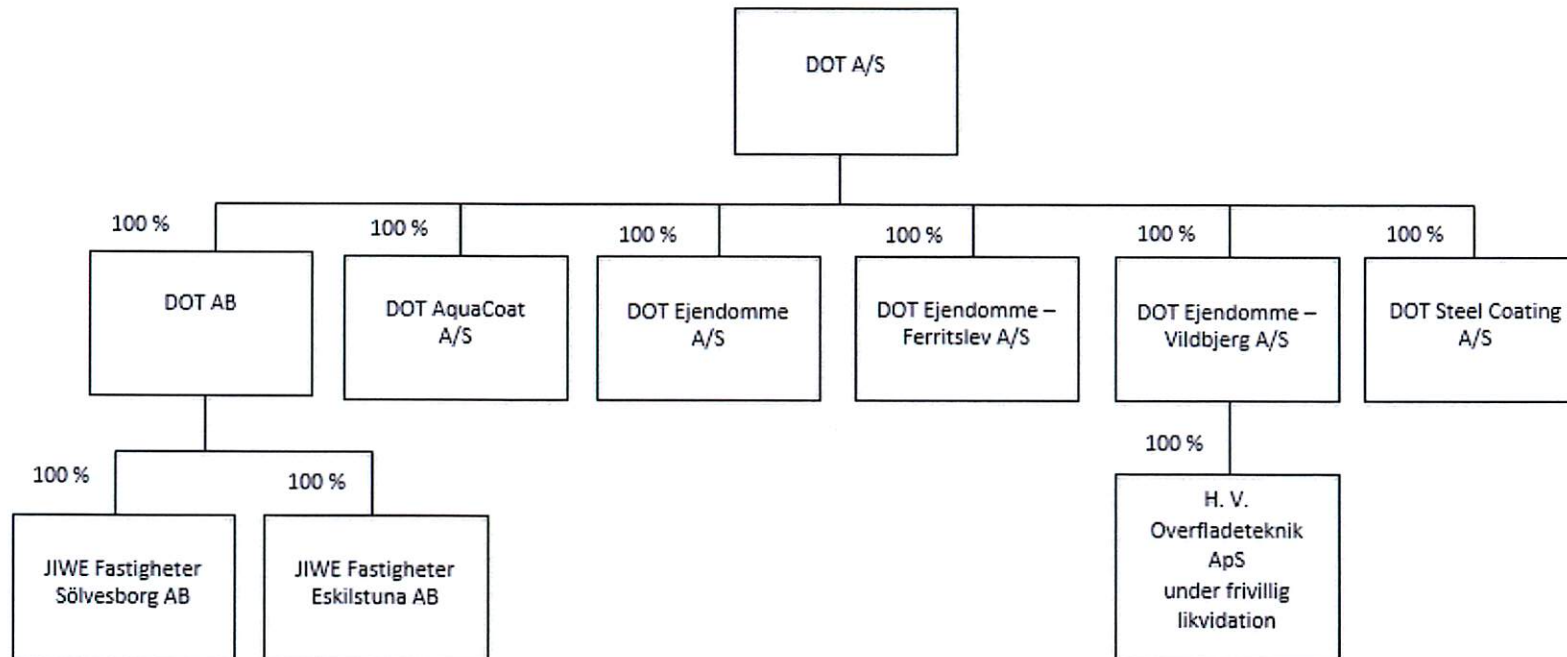 DOT A/S
100 %
100 %
100 %
100 %
100 %
100 %
DOT AB
DOT AquaCoat
A/S
DOT Ejendomme
A/S
DOT Ejendomme –
Ferritslev A/S
DOT Ejendomme –
Vildbjerg A/S
DOT Steel Coating
A/S
100 %
100 %
100 %
JIWE Fastigheter
Sölvesborg AB
JIWE Fastigheter
Eskilstuna AB
H. V.
Overfladeteknik
ApS
under frivillig
likvidation